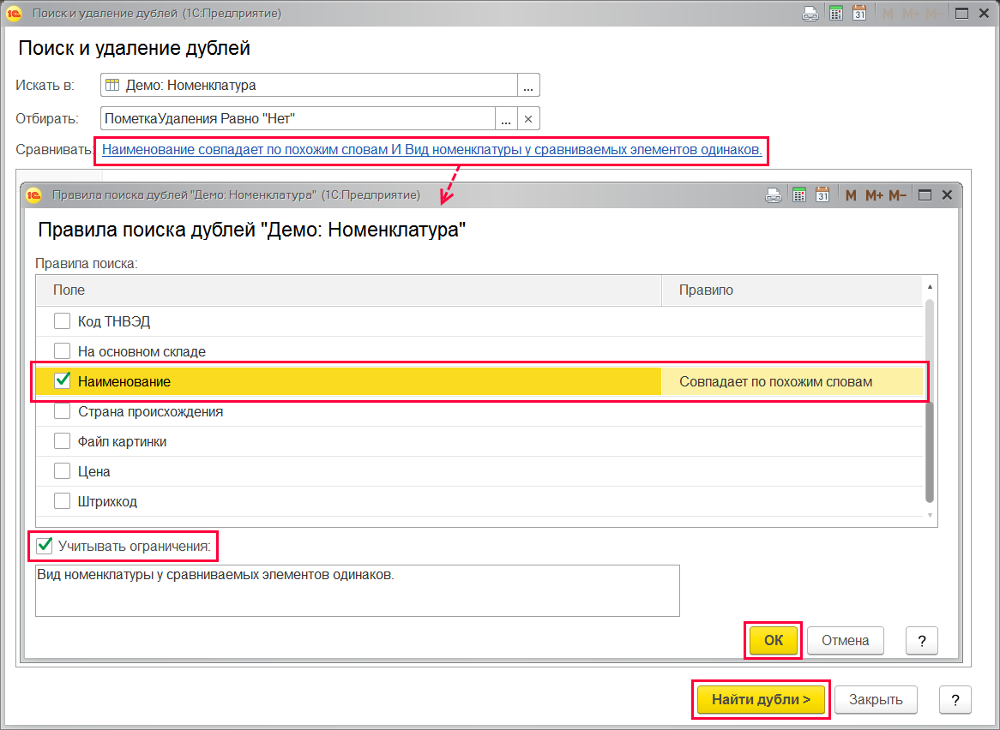 Поиск и удаление дублей (1С:Предприятие)
31 M M+ M-
Поиск и удаление дублей
Искать в: Демо: Номенклатура ...
Отбирать: ПометкаУдаления Равно "Нет" ... ×
Сравнивать: Наименование совпадает по похожим словам И Вид номенклатуры у сравниваемых элементов одинаков.
Правила поиска дублей "Демо: Номенклатура" (1С:Предприятие)
31 M M+ M-
Правила поиска дублей "Демо: Номенклатура"
Правила поиска:
Поле Правило
Код ТНВЭД
На основном складе
Наименование Совпадает по похожим словам
Страна происхождения
Файл картинки
Цена
Штрихкод
Учитывать ограничения:
Вид номенклатуры у сравниваемых элементов одинаков.
ОК Отмена ?
Найти дубли > Закрыть ?